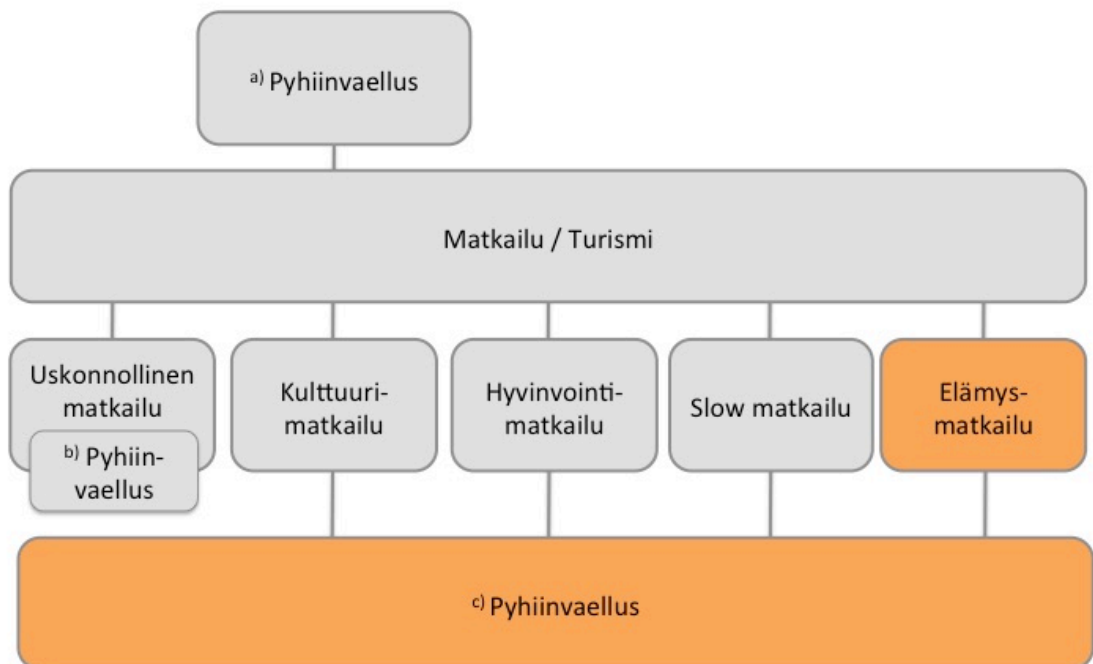 a) Pyhiinvaellus
Matkailu / Turismi
Uskonnollinen
matkailu
b) Pyhiin-
vaellus
Kulttuuri-
matkailu
Hyvinvointi-
matkailu
Slow matkailu
Elämys-
matkailu
c) Pyhiinvaellus